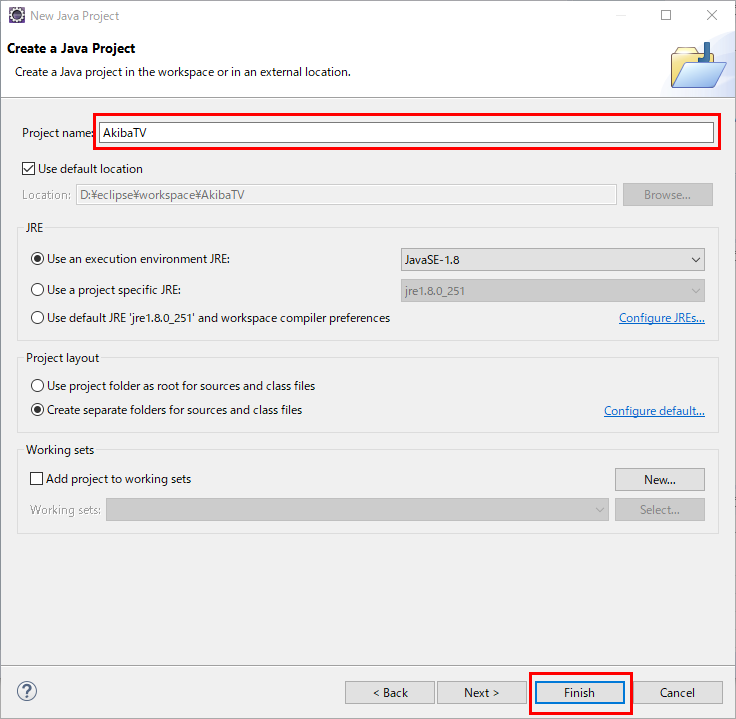 New Java Project
Create a Java Project
Create a Java project in the workspace or in an external location.
Project name: AkibaTV
Use default location
Location: D:¥eclipse¥workspace¥AkibaTV Browse...
JRE
Use an execution environment JRE: JavaSE-1.8
Use a project specific JRE: jre1.8.0_251
Use default JRE 'jre1.8.0_251' and workspace compiler preferences Configure JREs...
Project layout
Use project folder as root for sources and class files
Create separate folders for sources and class files Configure default...
Working sets
Add project to working sets New...
Working sets: Select...
? < Back Next > Finish Cancel